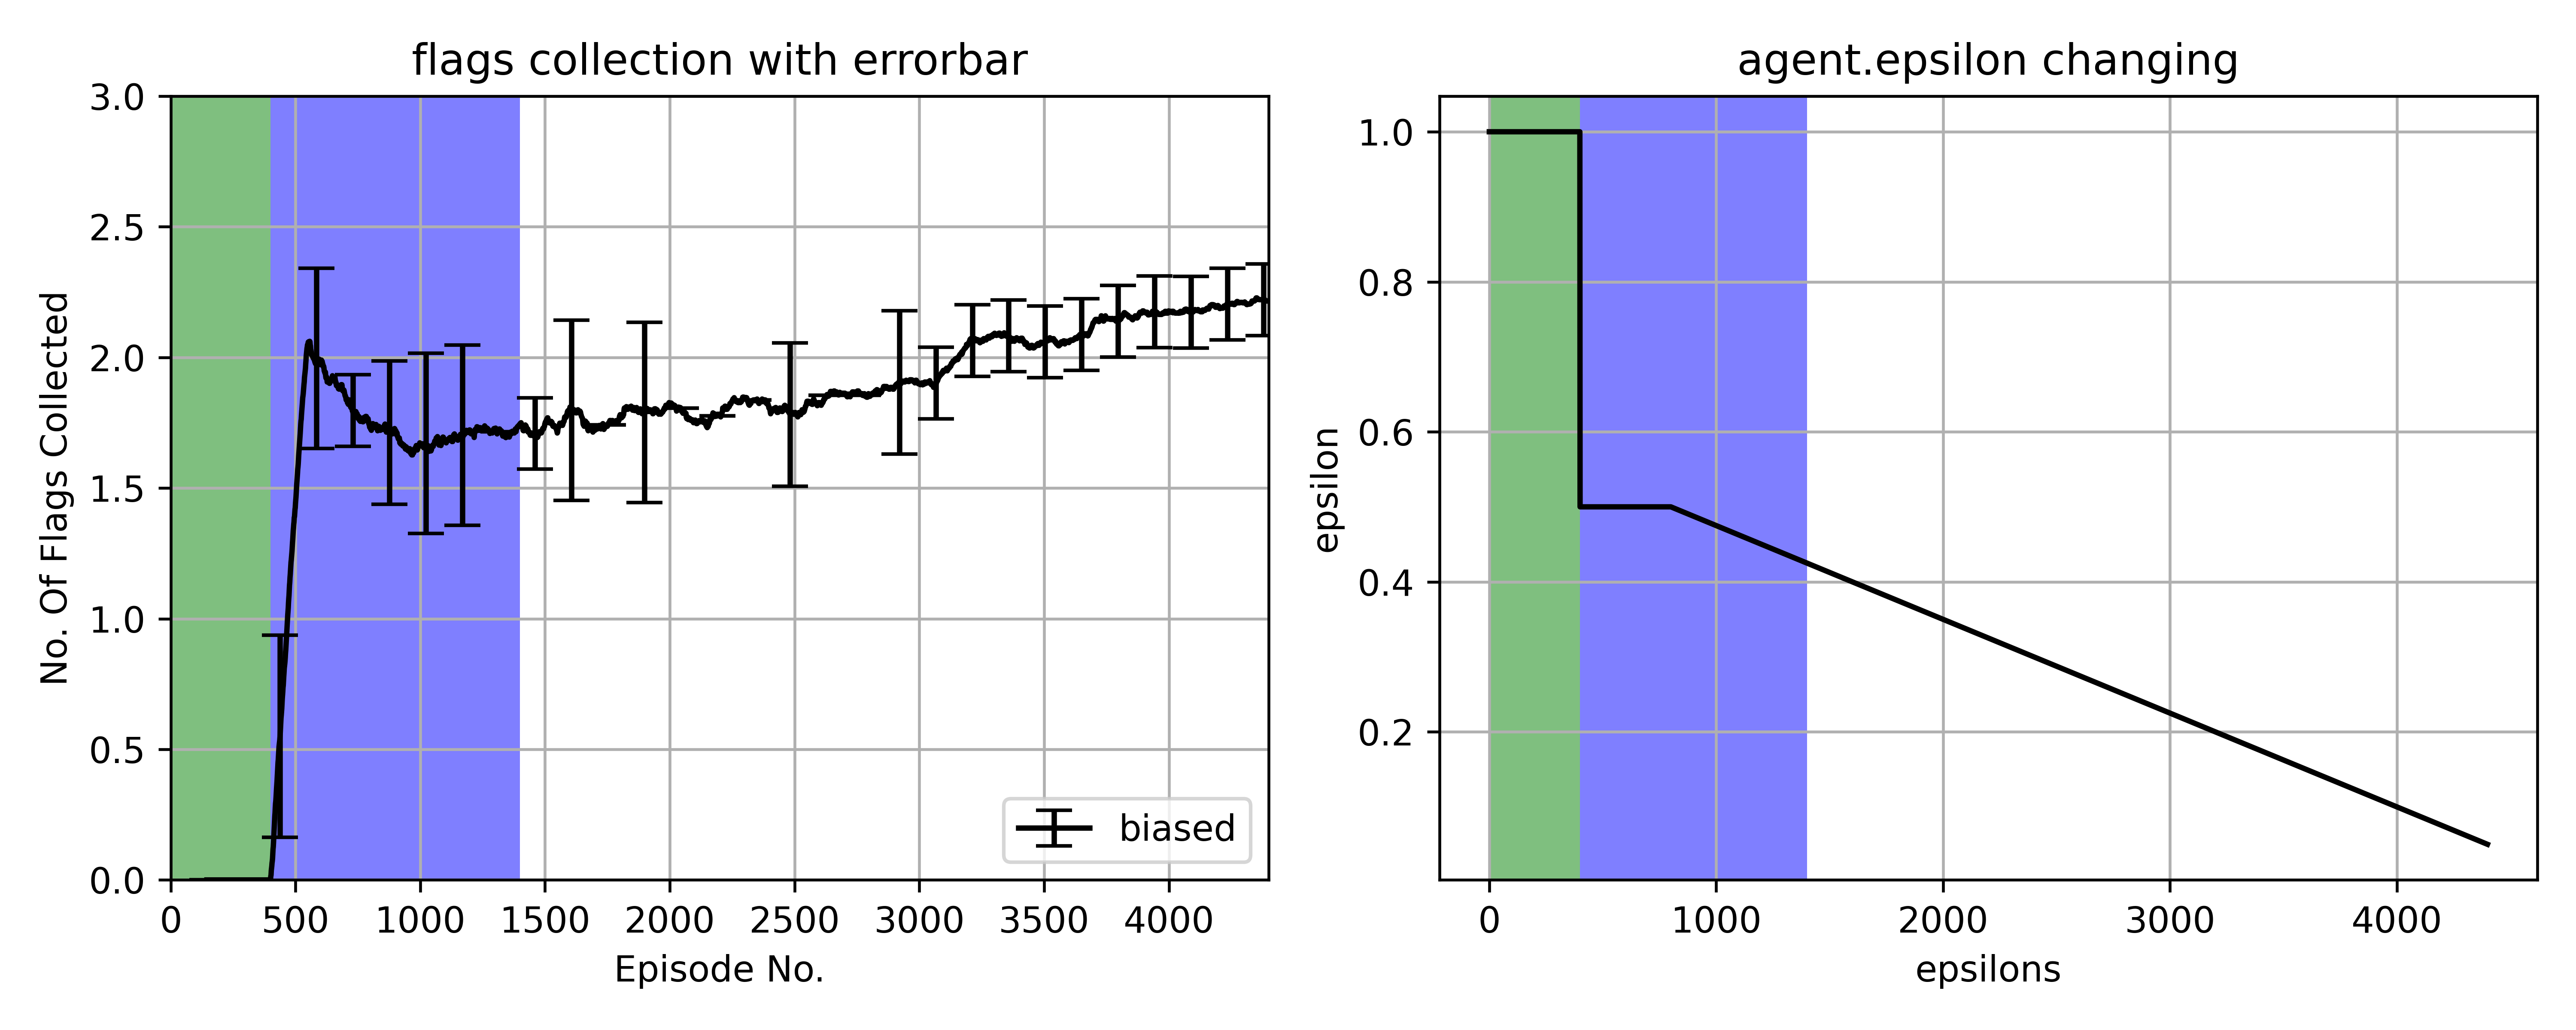 flags collection with errorbar
3.0
2.5
2.0
1.5
1.0
0.5
0.0
No. Of Flags Collected
0 500 1000 1500 2000 2500 3000 3500 4000
Episode No.
biased
agent.epsilon changing
1.0
0.8
0.6
0.4
0.2
epsilon
0 1000 2000 3000 4000
epsilons